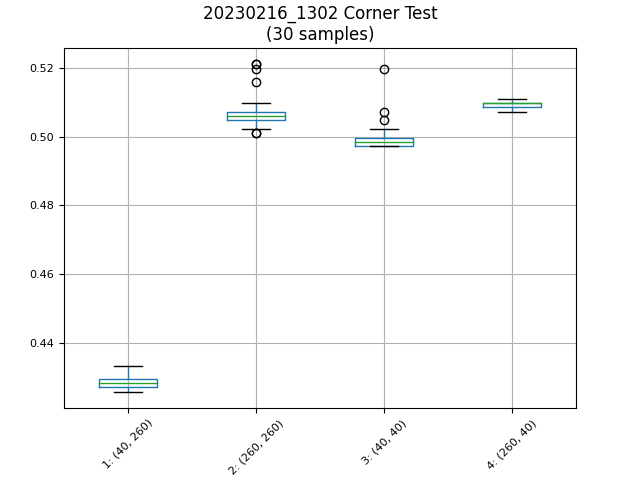 20230216_1302 Corner Test
(30 samples)
0.52
0.50
0.48
0.46
0.44
1: (40, 260)
2: (260, 260)
3: (40, 40)
4: (260, 40)